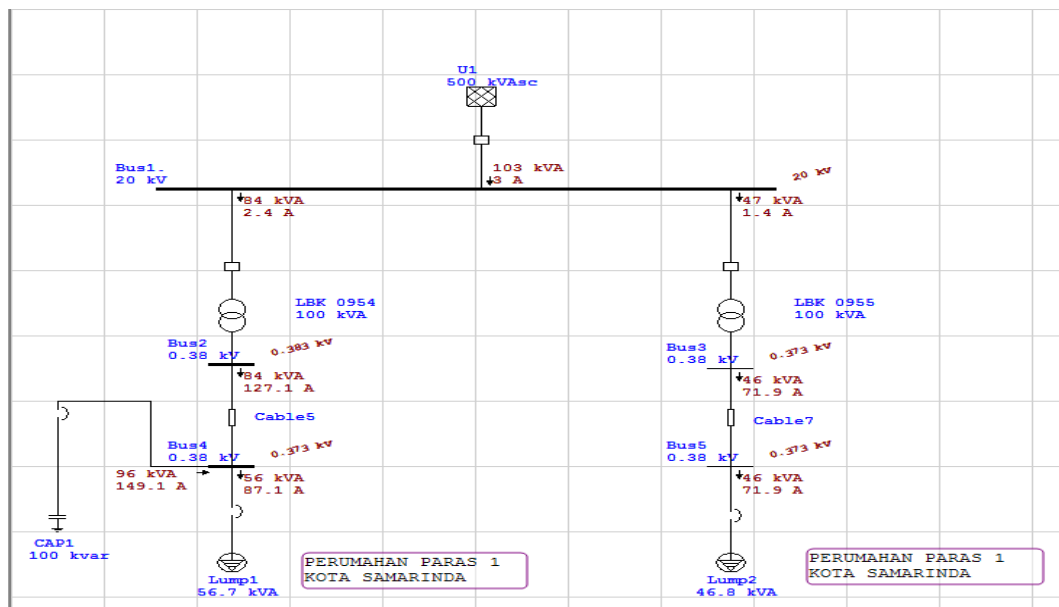 U1
500 kVAsc
Bus1.
20 kV
103 kVA
3 A
20 kV
84 kVA
2.4 A
47 kVA
1.4 A
LBK 0954
100 kVA
LBK 0955
100 kVA
Bus2
0.38 kV
0.383 kV
84 kVA
127.1 A
Bus3
0.38 kV
0.373 kV
46 kVA
71.9 A
Cable5
Cable7
Bus4
0.38 kV
0.373 kV
96 kVA
149.1 A
56 kVA
87.1 A
Bus5
0.38 kV
0.373 kV
46 kVA
71.9 A
CAP1
100 kvar
Lump1
56.7 kVA
PERUMAHAN PARAS 1
KOTA SAMARINDA
Lump2
46.8 kVA
PERUMAHAN PARAS 1
KOTA SAMARINDA